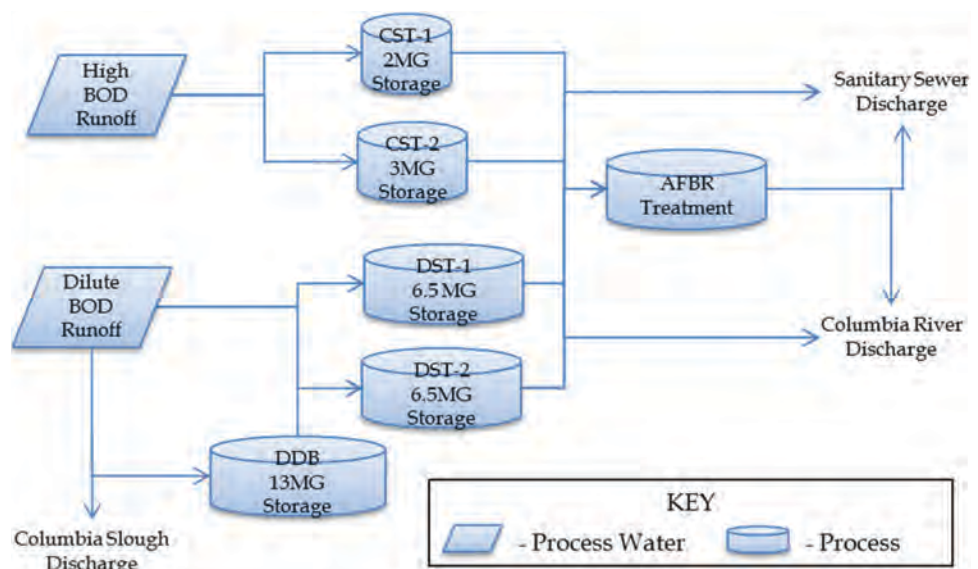 High
BOD
Runoff
CST-1
2MG
Storage
CST-2
3MG
Storage
Sanitary Sewer
Discharge
AFBR
Treatment
Dilute
BOD
Runoff
DST-1
6.5 MG
Storage
DST-2
6.5MG
Storage
Columbia River
Discharge
DDB
13MG
Storage
Columbia Slough
Discharge
KEY
- Process Water
- Process